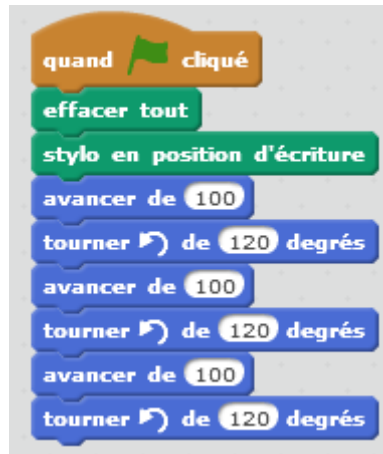 quand cliqué
effacer tout
stylo en position d'écriture
avancer de 100
tourner de 120 degrés
avancer de 100
tourner de 120 degrés
avancer de 100
tourner de 120 degrés